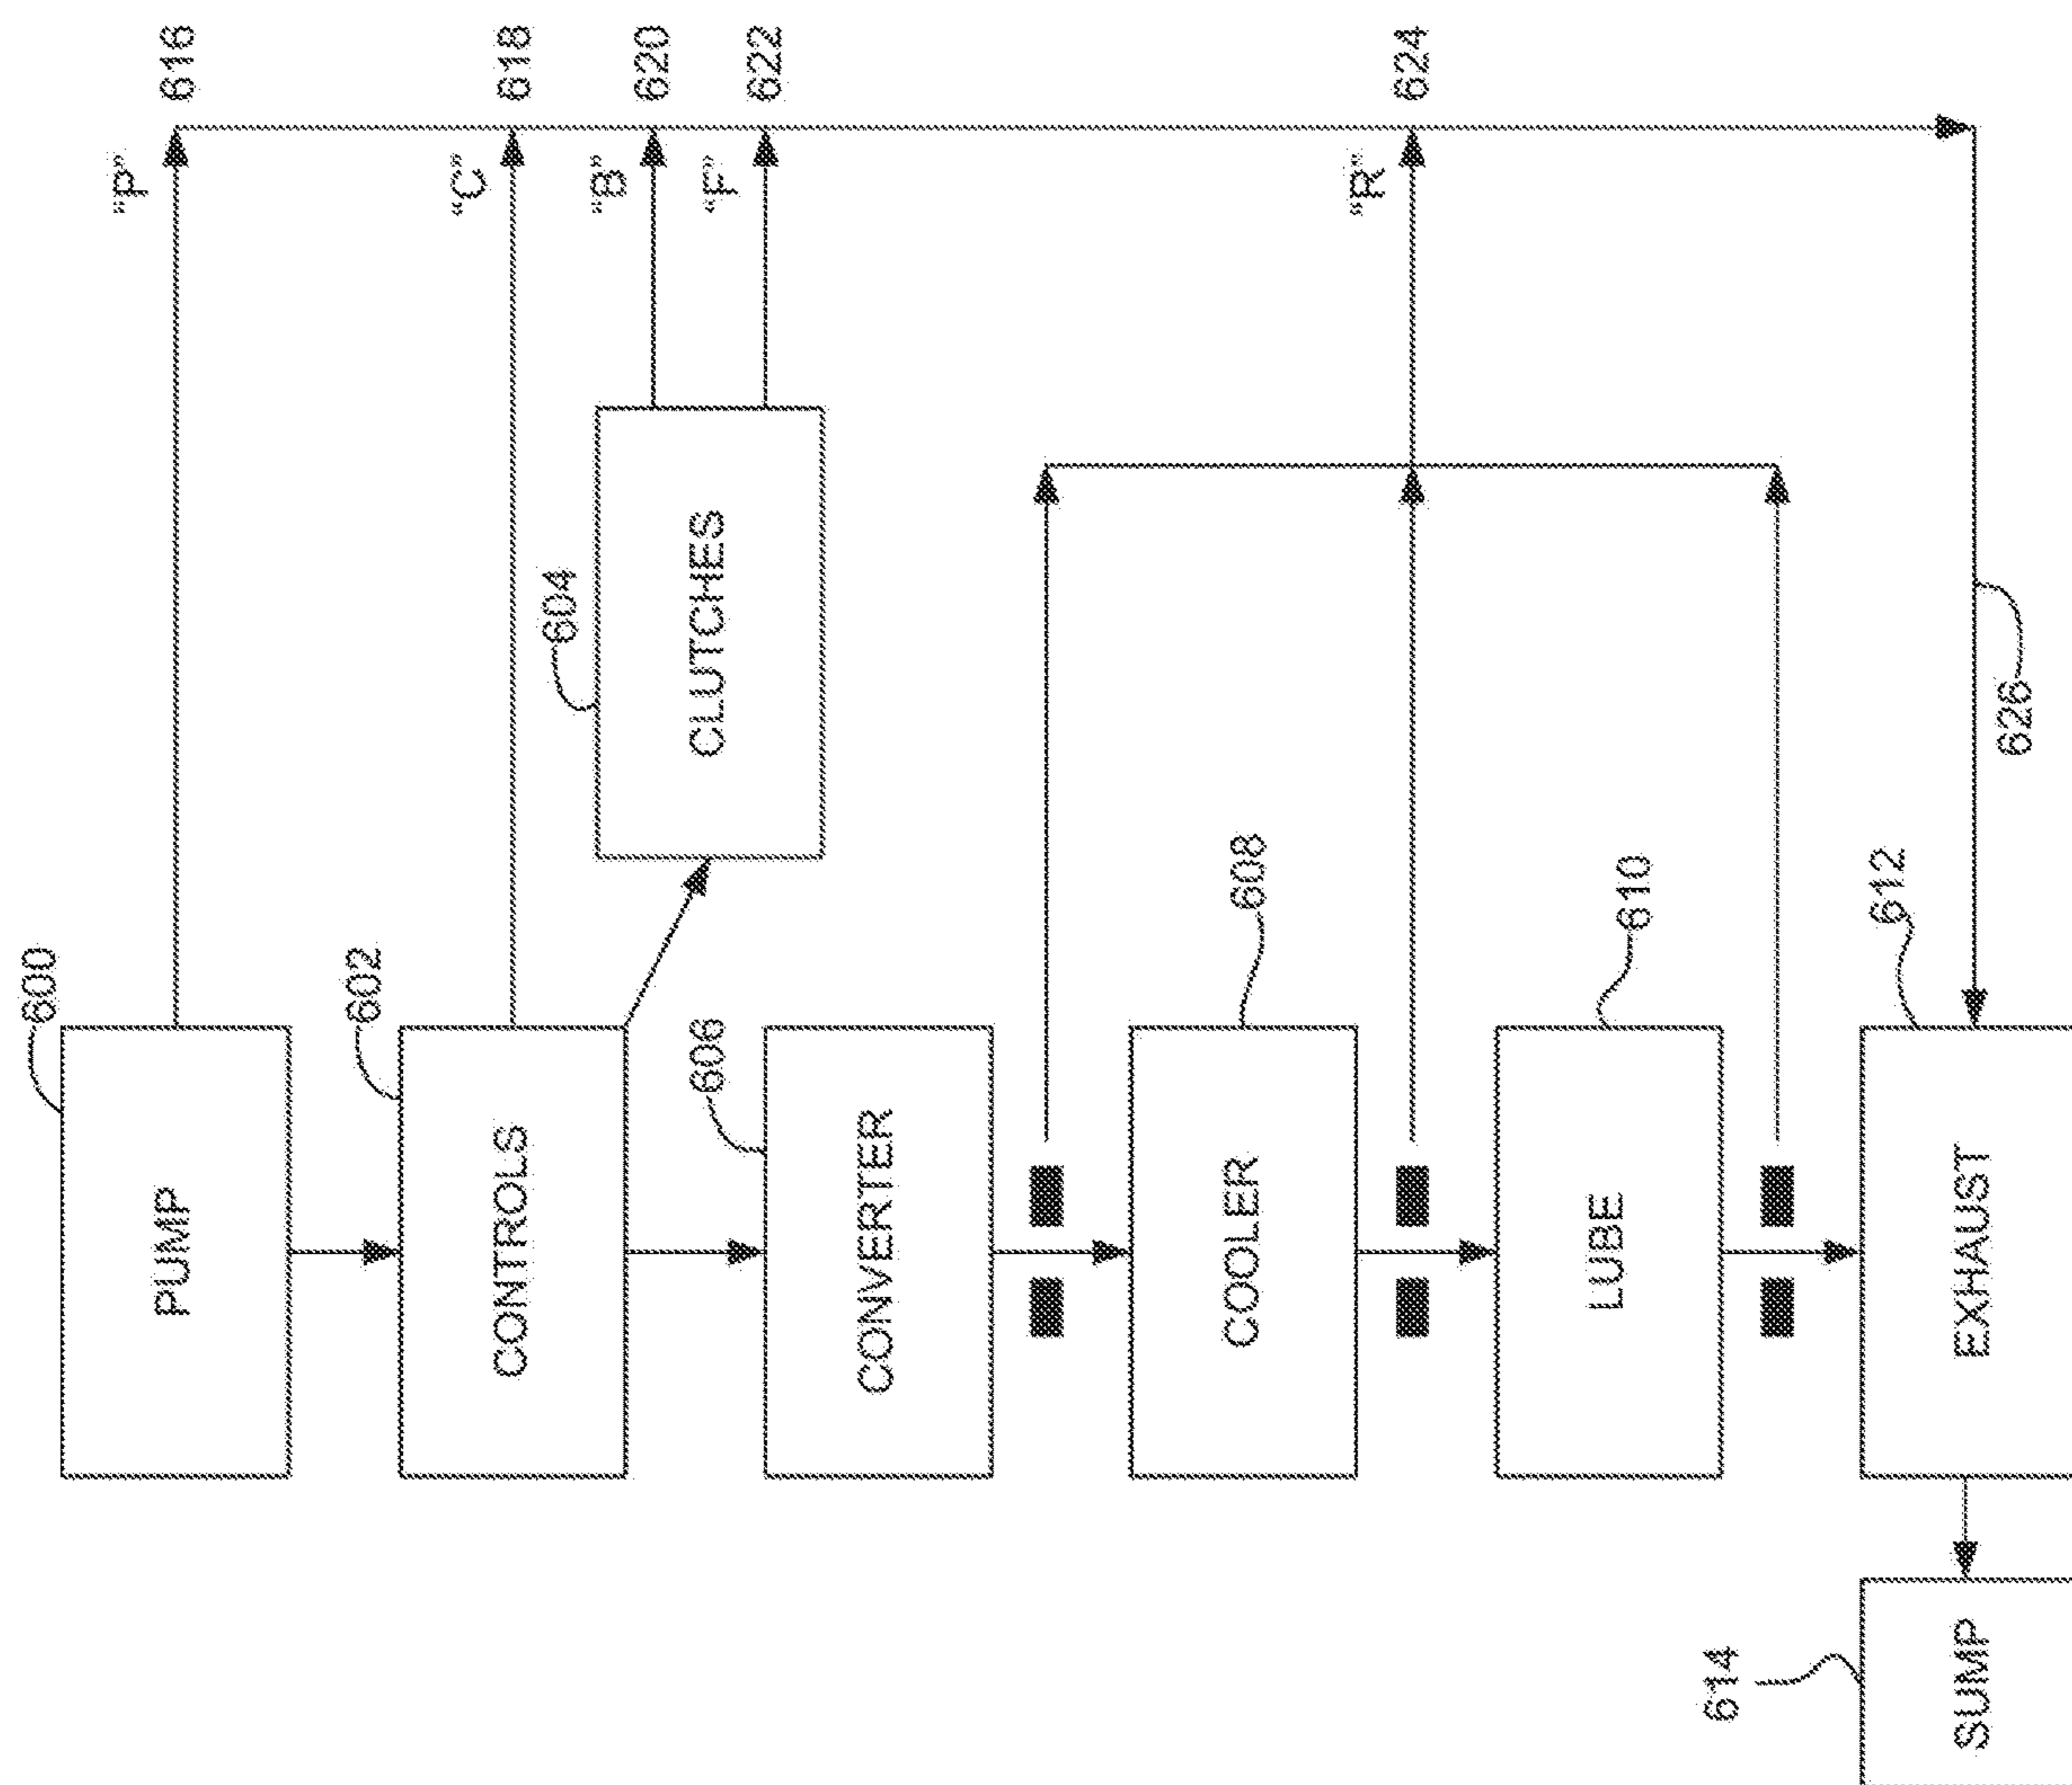 600
PUMP
"P"
616
602
CONTROLS
"C"
618
604
CLUTCHES
"B"
620
"F"
622
606
CONVERTER
608
COOLER
"R"
624
610
LUBE
612
EXHAUST
626
614
SUMP